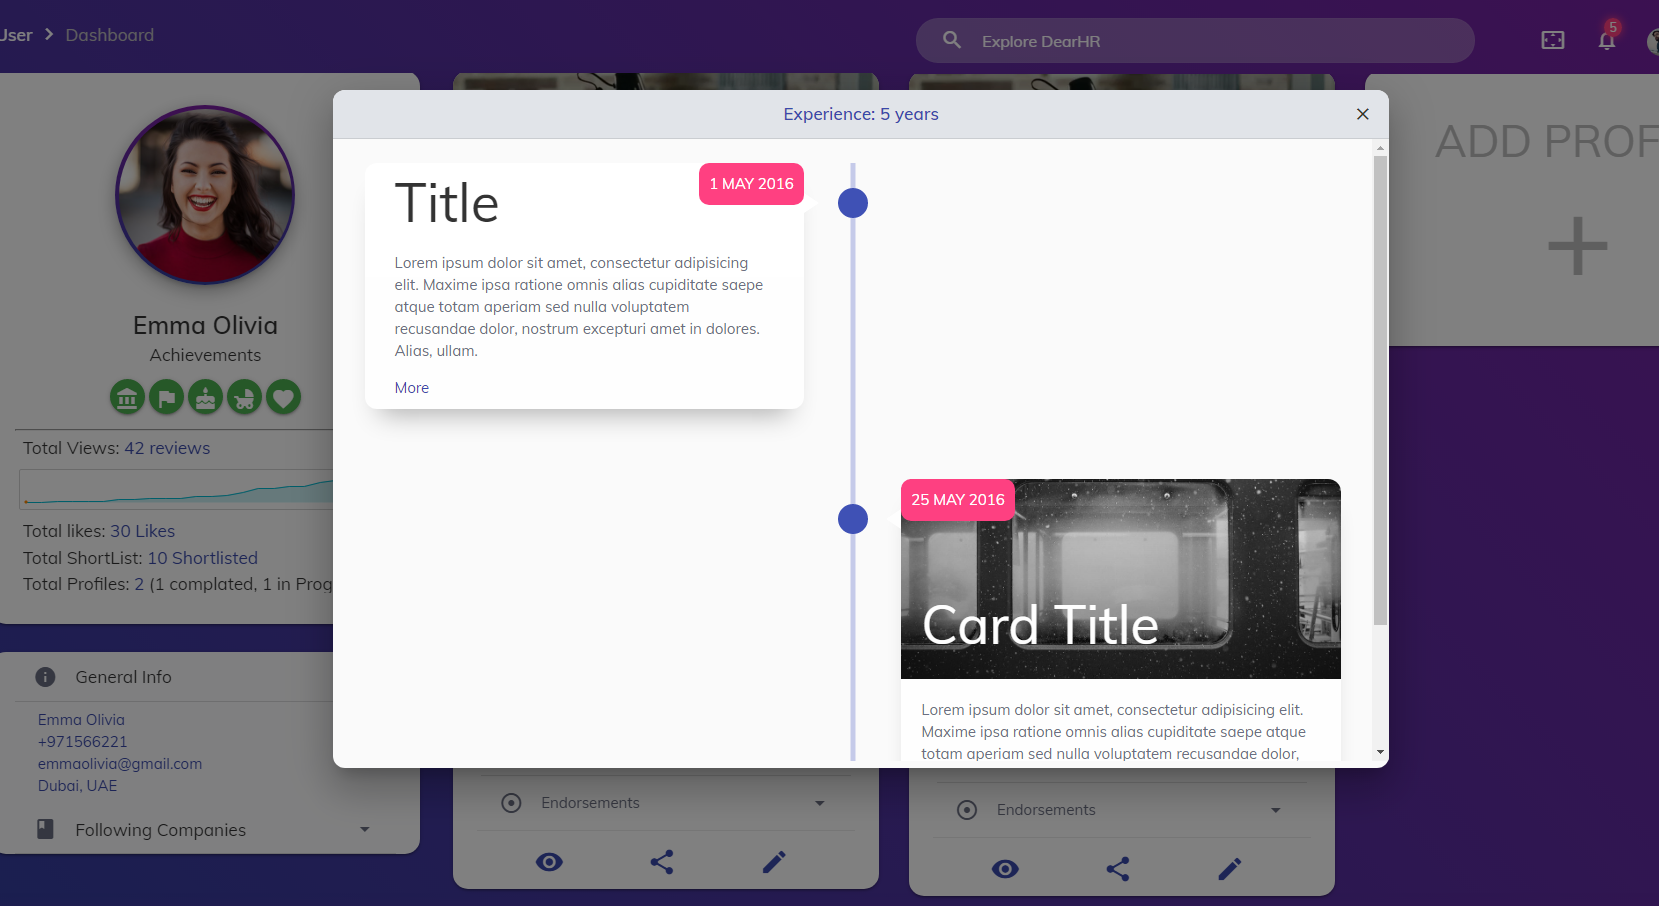 User > Dashboard
Explore DearHR
5
Experience: 5 years
ADD PROF
Title
1 MAY 2016
Lorem ipsum dolor sit amet, consectetur adipisicing
elit. Maxime ipsa ratione omnis alias cupiditate saepe
atque totam aperiam sed nulla voluptatem
recusandae dolor, nostrum excepturi amet in dolores.
Alias, ullam.
More
25 MAY 2016
Card Title
Lorem ipsum dolor sit amet, consectetur adipisicing elit.
Maxime ipsa ratione omnis alias cupiditate saepe atque
totam aperiam sed nulla voluptatem recusandae dolor,
Emma Olivia
Achievements
Total Views: 42 reviews
Total likes: 30 Likes
Total ShortList: 10 Shortlisted
Total Profiles: 2 (1 complated, 1 in Prog
General Info
Emma Olivia
+971566221
emmaolivia@gmail.com
Dubai, UAE
Following Companies
Endorsements
Endorsements